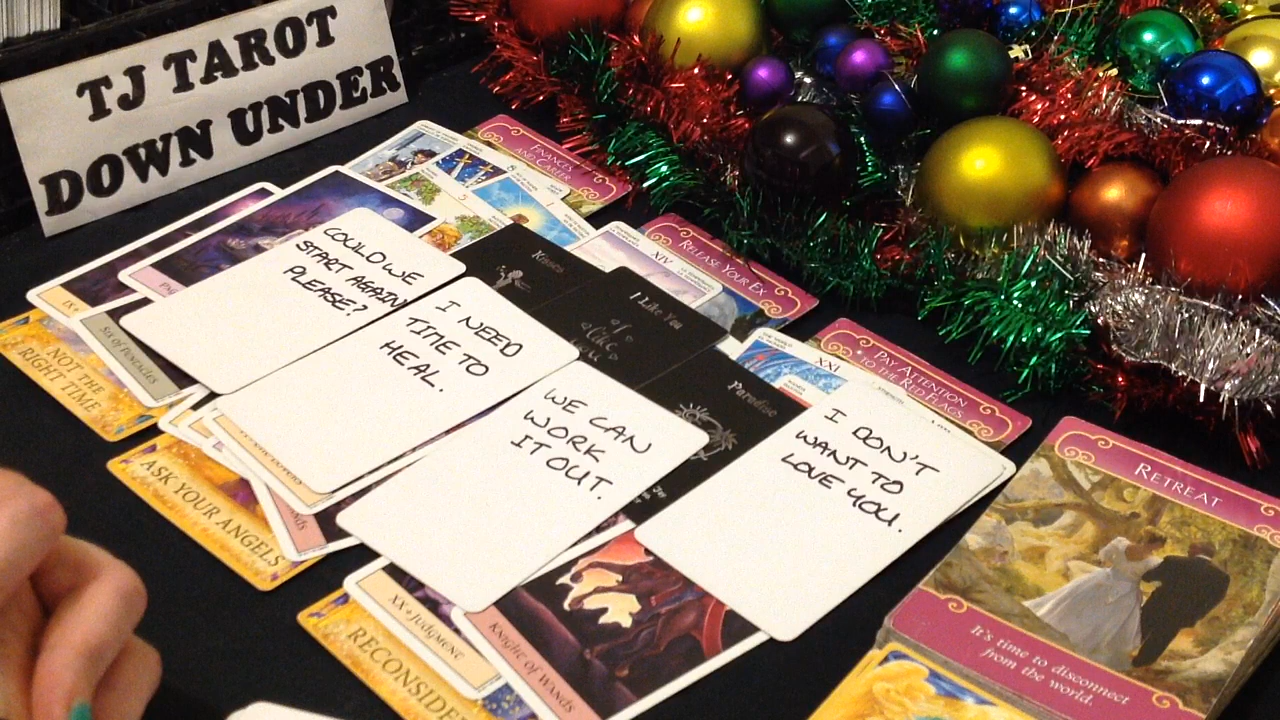 TJ TAROT
DOWN UNDER
FINANCES
AND CAREER
RELEASE YOUR EX
XIV
PAY ATTENTION
TO THE RED FLAGS
XXI
Kisses
I Like You
Paradise
COULD WE
START AGAIN
PLEASE?
I NEED
TIME TO
HEAL.
WE CAN
WORK
IT OUT.
I DON'T
WANT TO
LOVE YOU.
IX
SIX OF PENTACLES
NOT THE
RIGHT TIME
ASK YOUR ANGELS
XX • JUDGMENT
KNIGHT OF WANDS
RECONSIDER
RETREAT
It's time to disconnect
from the world.